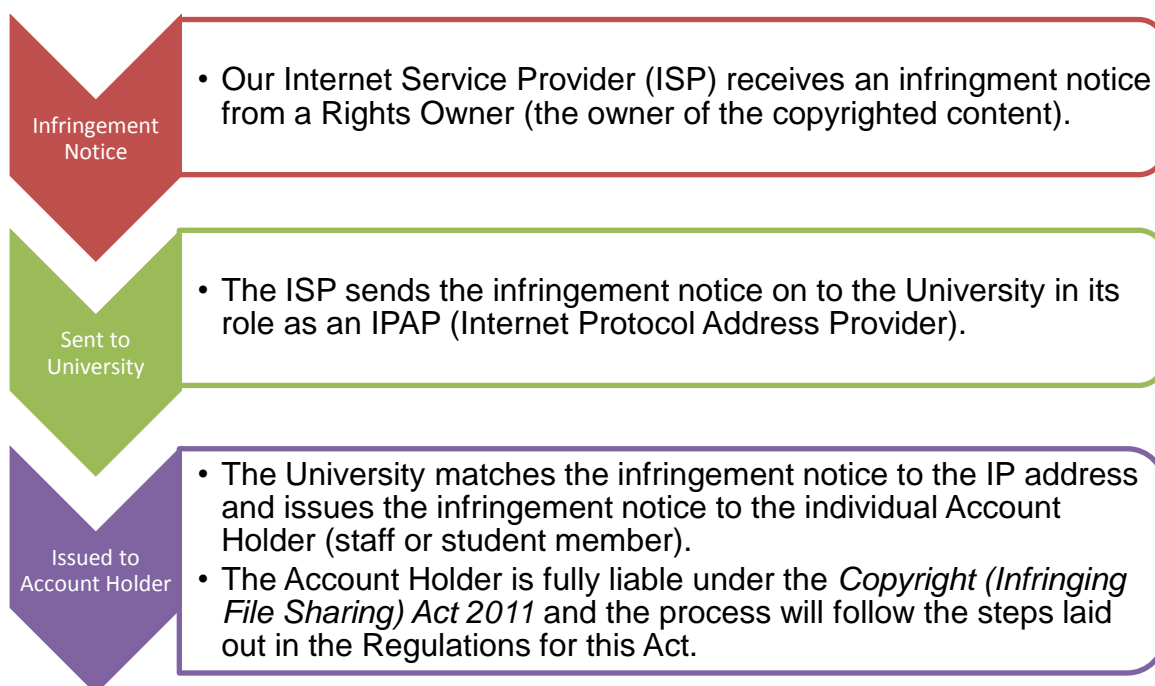 Infringement
Notice
• Our Internet Service Provider (ISP) receives an infringment notice
from a Rights Owner (the owner of the copyrighted content).
Sent to
University
• The ISP sends the infringement notice on to the University in its
role as an IPAP (Internet Protocol Address Provider).
Issued to
Account Holder
• The University matches the infringement notice to the IP address
and issues the infringement notice to the individual Account
Holder (staff or student member).
• The Account Holder is fully liable under the Copyright (Infringing
File Sharing) Act 2011 and the process will follow the steps laid
out in the Regulations for this Act.